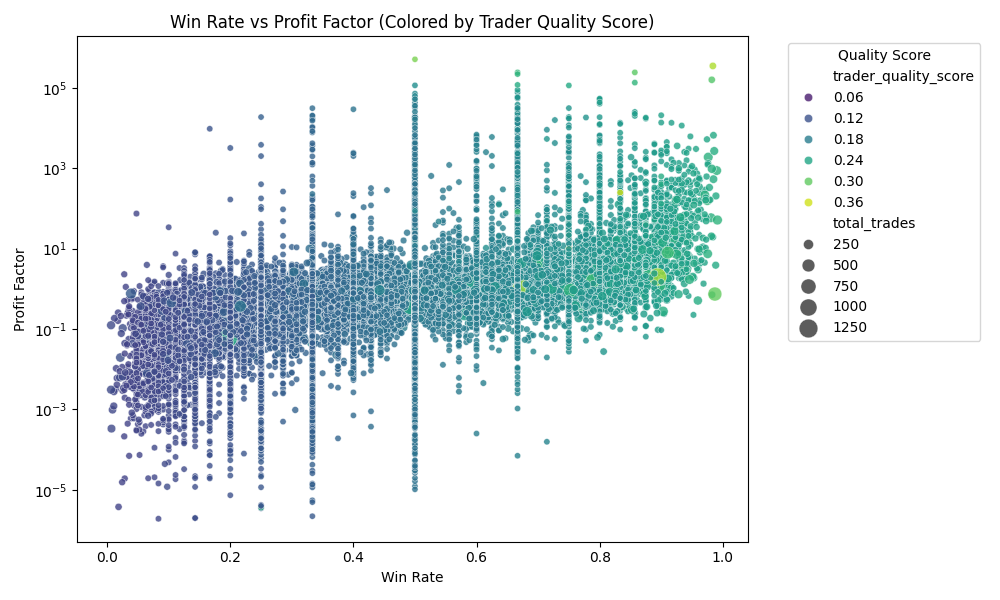 Win Rate vs Profit Factor (Colored by Trader Quality Score)
Profit Factor
10^5
10^3
10^1
10^-1
10^-3
10^-5
0.0 0.2 0.4 0.6 0.8 1.0
Win Rate
Quality Score
trader_quality_score
0.06
0.12
0.18
0.24
0.30
0.36
total_trades
250
500
750
1000
1250